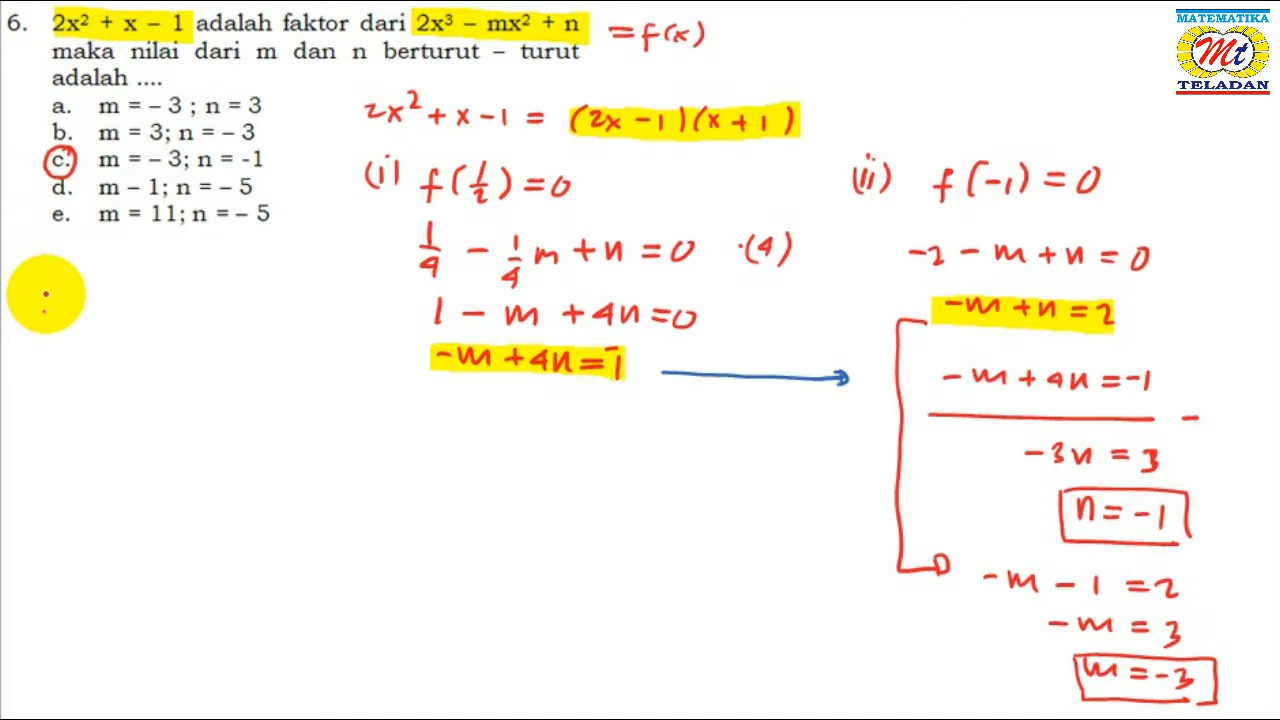 6. 2x² + x – 1 adalah faktor dari 2x³ – mx² + n = f(x)
maka nilai dari m dan n berturut – turut
adalah ....
a. m = – 3 ; n = 3
b. m = 3; n = – 3
c. m = – 3; n = -1
d. m – 1; n = – 5
e. m = 11; n = – 5
MATEMATIKA
Mt
TELADAN
2x² + x – 1 = (2x – 1)(x + 1)
(i) f(1/2) = 0
1/4 – 1/4 m + n = 0 ·(4)
1 – m + 4n = 0
-m + 4n = -1
(ii) f(-1) = 0
-2 – m + n = 0
-m + n = 2
-m + 4n = -1
-
-3n = 3
n = -1
-m – 1 = 2
-m = 3
m = -3